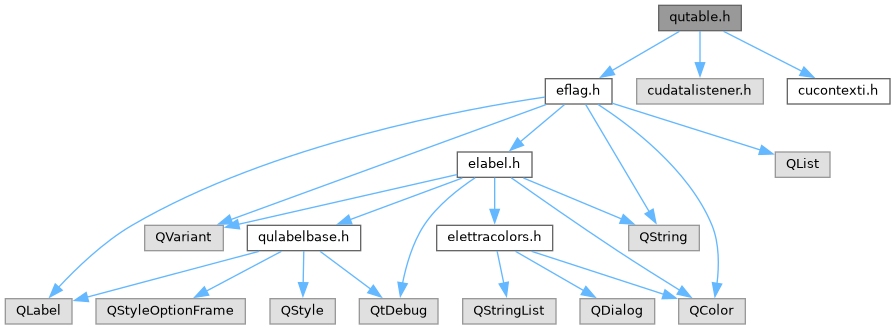 qutable.h
eflag.h
cudatalistener.h
cucontexti.h
elabel.h
QList
QVariant
qulabelbase.h
elettracolors.h
QString
QLabel
QStyleOptionFrame
QStyle
QtDebug
QStringList
QDialog
QColor